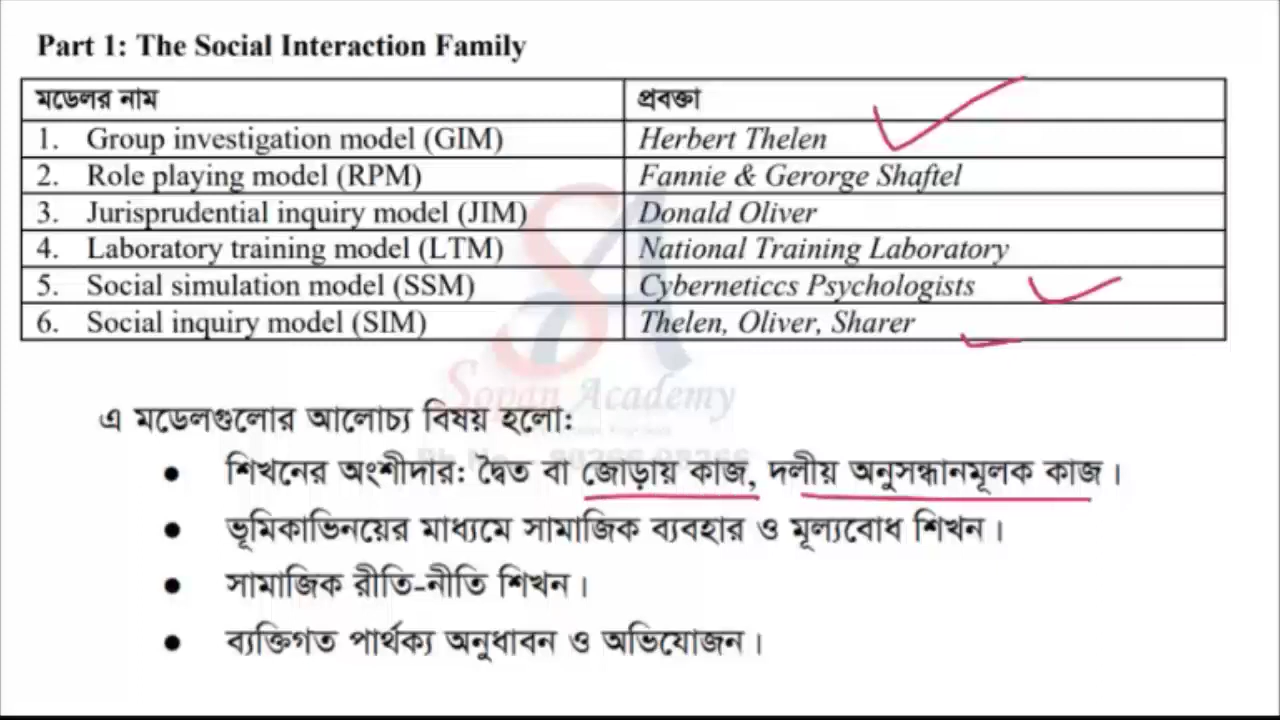 Part 1: The Social Interaction Family
মডেলর নাম প্রবক্তা
1. Group investigation model (GIM) Herbert Thelen
2. Role playing model (RPM) Fannie & Gerorge Shaftel
3. Jurisprudential inquiry model (JIM) Donald Oliver
4. Laboratory training model (LTM) National Training Laboratory
5. Social simulation model (SSM) Cyberneticcs Psychologists
6. Social inquiry model (SIM) Thelen, Oliver, Sharer
Sopan Academy
এ মডেলগুলোর আলোচ্য বিষয় হলো:
● শিখনের অংশীদার: দ্বৈত বা জোড়ায় কাজ, দলীয় অনুসন্ধানমূলক কাজ।
● ভূমিকাভিনয়ের মাধ্যমে সামাজিক ব্যবহার ও মূল্যবোধ শিখন।
● সামাজিক রীতি-নীতি শিখন।
● ব্যক্তিগত পার্থক্য অনুধাবন ও অভিযোজন।